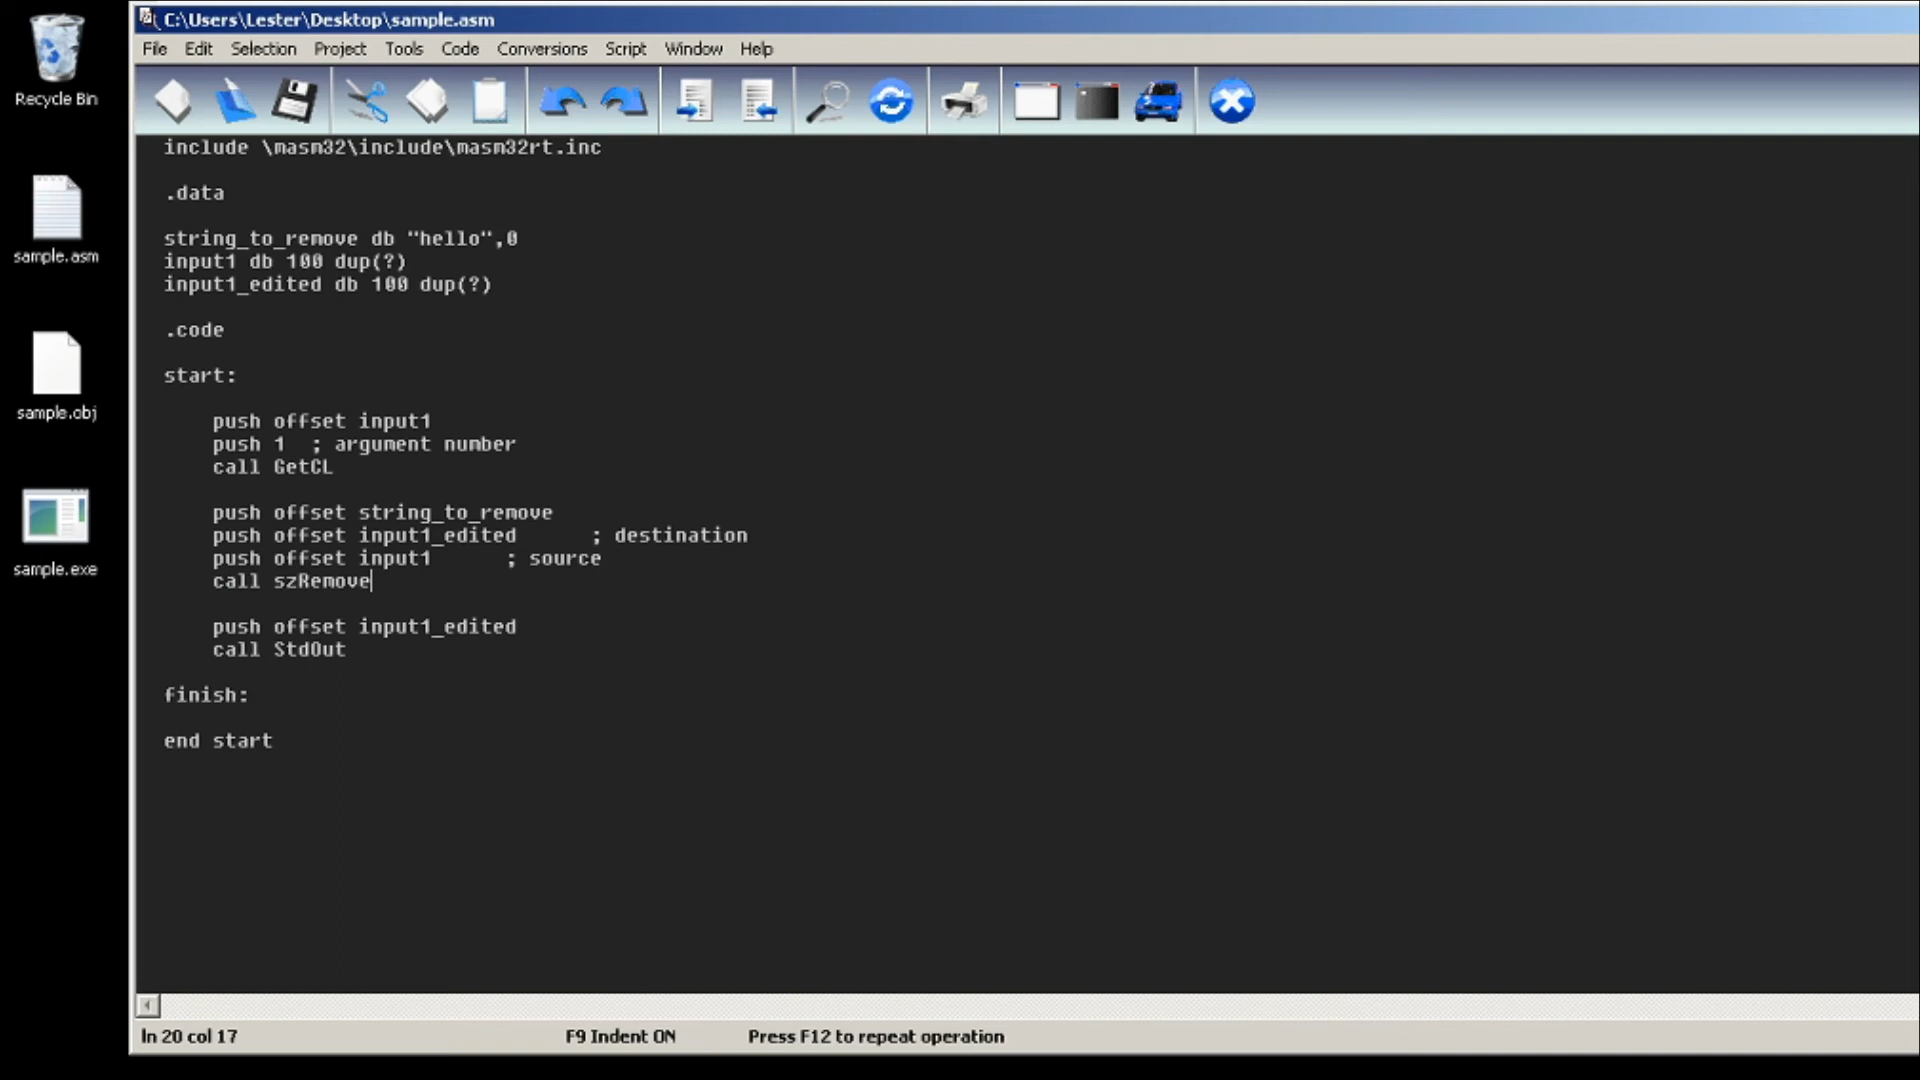 C:\Users\Lester\Desktop\sample.asm
File Edit Selection Project Tools Code Conversions Script Window Help
Recycle Bin
sample.asm
sample.obj
sample.exe
include \masm32\include\masm32rt.inc
.data
string_to_remove db "hello",0
input1 db 100 dup(?)
input1_edited db 100 dup(?)
.code
start:
push offset input1
push 1 ; argument number
call GetCL
push offset string_to_remove
push offset input1_edited ; destination
push offset input1 ; source
call szRemove
push offset input1_edited
call StdOut
finish:
end start
ln 20 col 17 F9 Indent ON Press F12 to repeat operation